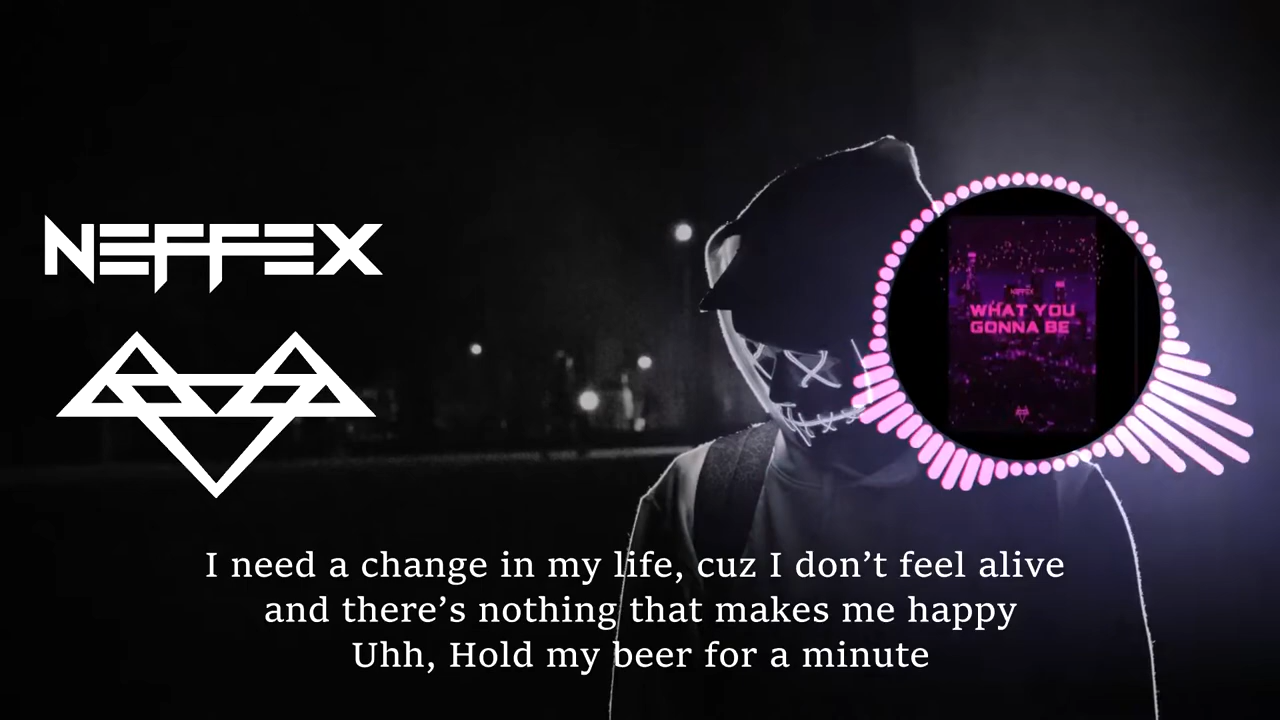 NEFFEX
NEFFEX
WHAT YOU
GONNA BE
I need a change in my life, cuz I don’t feel alive
and there’s nothing that makes me happy
Uhh, Hold my beer for a minute